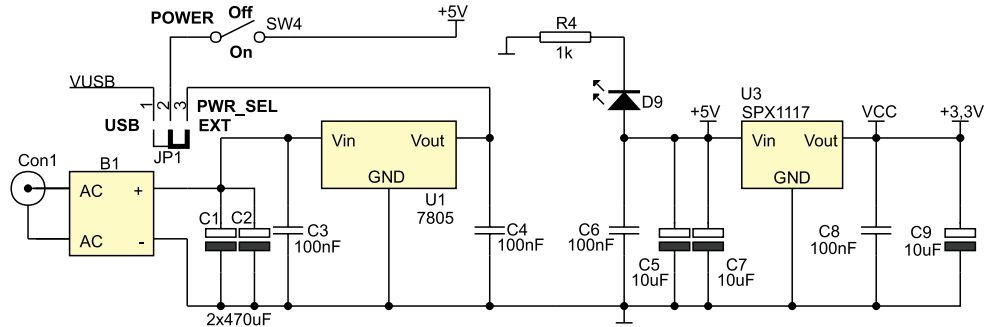 POWER
Off
SW4
On
+5V
R4
1k
VUSB
1
2
3
PWR_SEL
USB
EXT
JP1
D9
U3
SPX1117
+5V
VCC
+3,3V
Vin
Vout
GND
U1
7805
Vin
Vout
GND
Con1
B1
AC
+
AC
-
C1
C2
C3
100nF
C4
100nF
C6
100nF
C5
10uF
C7
10uF
C8
100nF
C9
10uF
2x470uF